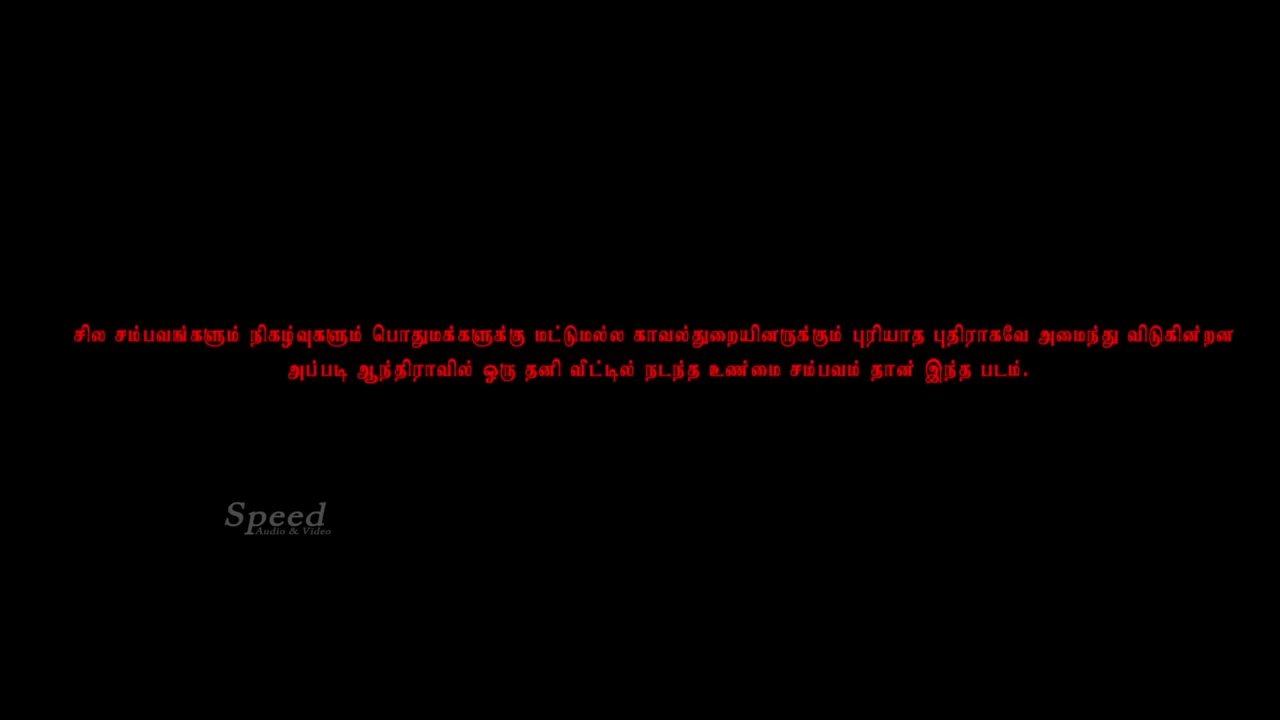 சில சம்பவங்களும் நிகழ்வுகளும் பொதுமக்களுக்கு மட்டுமல்ல காவல்துறையினருக்கும் புரியாத புதிராகவே அமைந்து விடுகின்றன
அப்படி ஆந்திராவில் ஒரு தனி வீட்டில் நடந்த உண்மை சம்பவம் தான் இந்த படம்.
Speed
Audio & Video